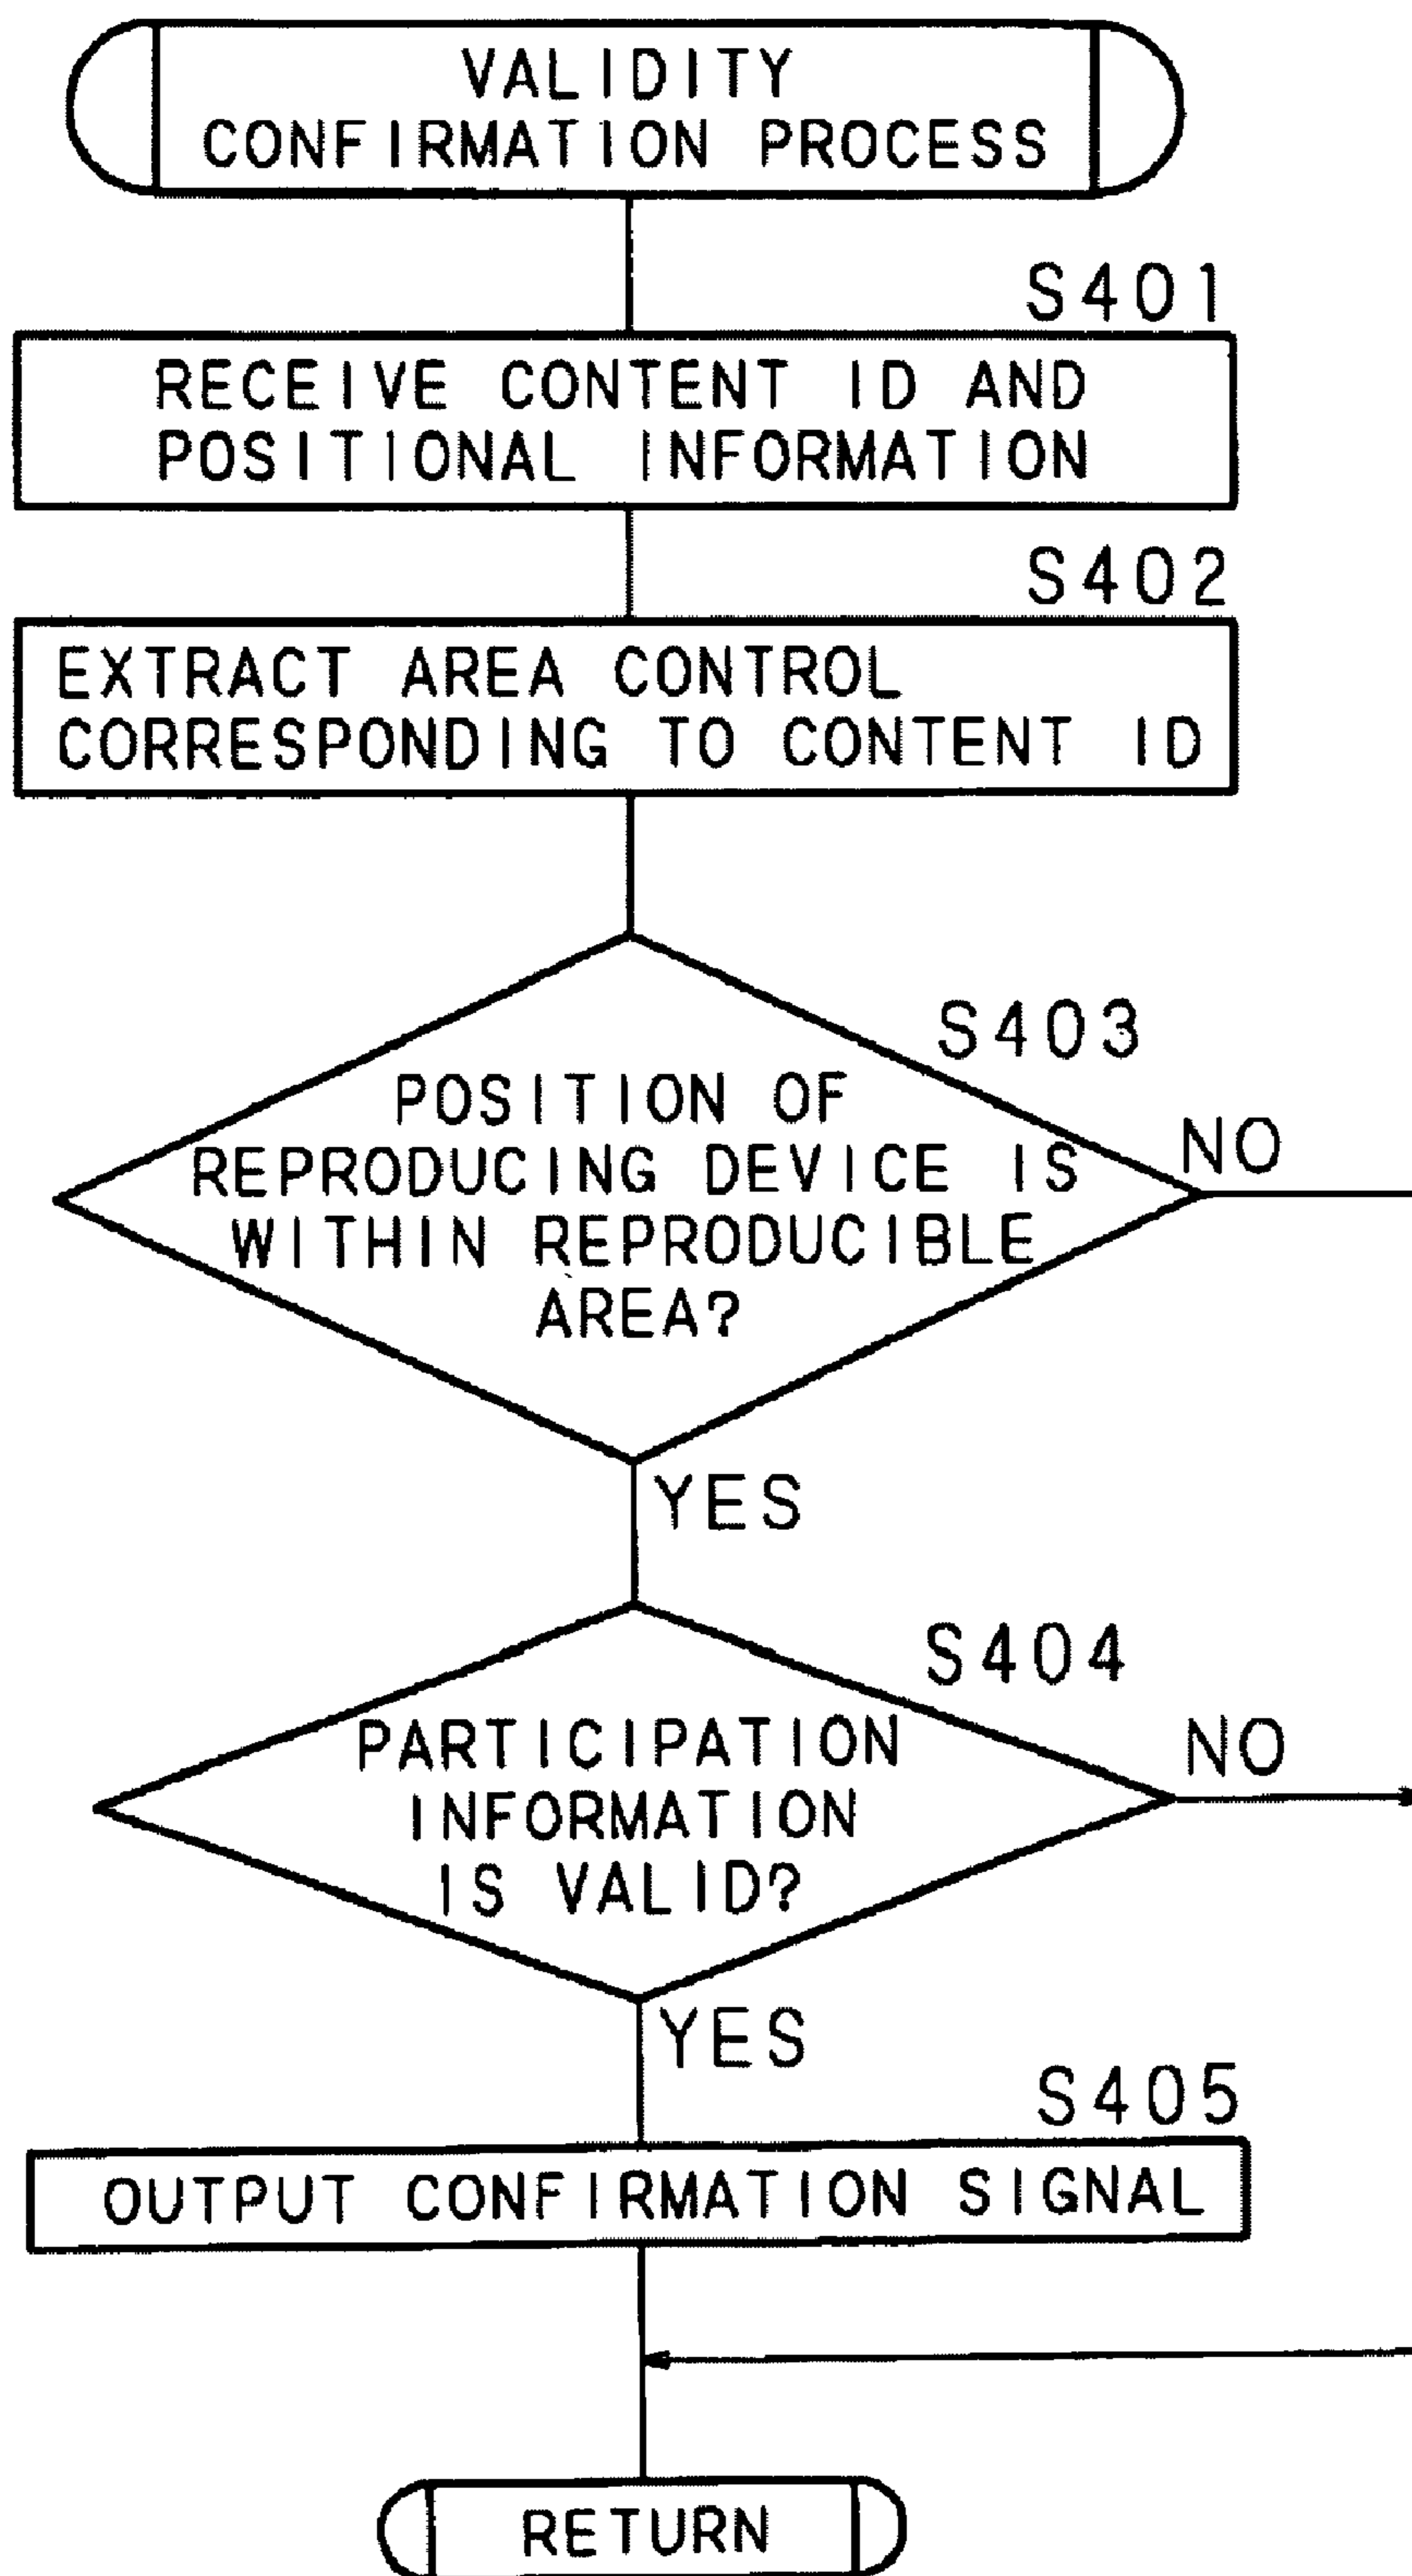 VALIDITY
CONFIRMATION PROCESS
S401
RECEIVE CONTENT ID AND
POSITIONAL INFORMATION
S402
EXTRACT AREA CONTROL
CORRESPONDING TO CONTENT ID
S403
POSITION OF
REPRODUCING DEVICE IS
WITHIN REPRODUCIBLE
AREA?
NO
YES
S404
PARTICIPATION
INFORMATION
IS VALID?
NO
YES
S405
OUTPUT CONFIRMATION SIGNAL
RETURN